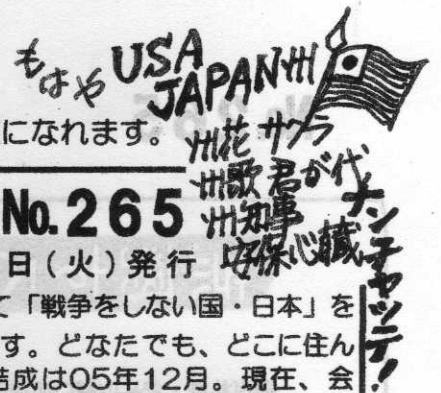 もはや USA
JAPAN州
になれます。
州花 サクラ
州歌 君が代
No.265
州知事
安保心臓
ナンチャッテ!
日(火)発行
て「戦争をしない国・日本」を
す。どなたでも、どこに住ん
結成は05年12月。現在、会